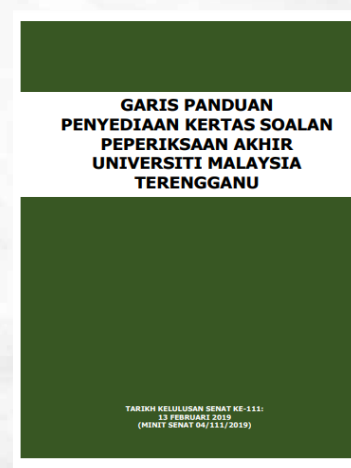 GARIS PANDUAN
PENYEDIAAN KERTAS SOALAN
PEPERIKSAAN AKHIR
UNIVERSITI MALAYSIA
TERENGGANU
TARIKH KELULUSAN SENAT KE-111:
13 FEBRUARI 2019
(MINIT SENAT 04/111/2019)